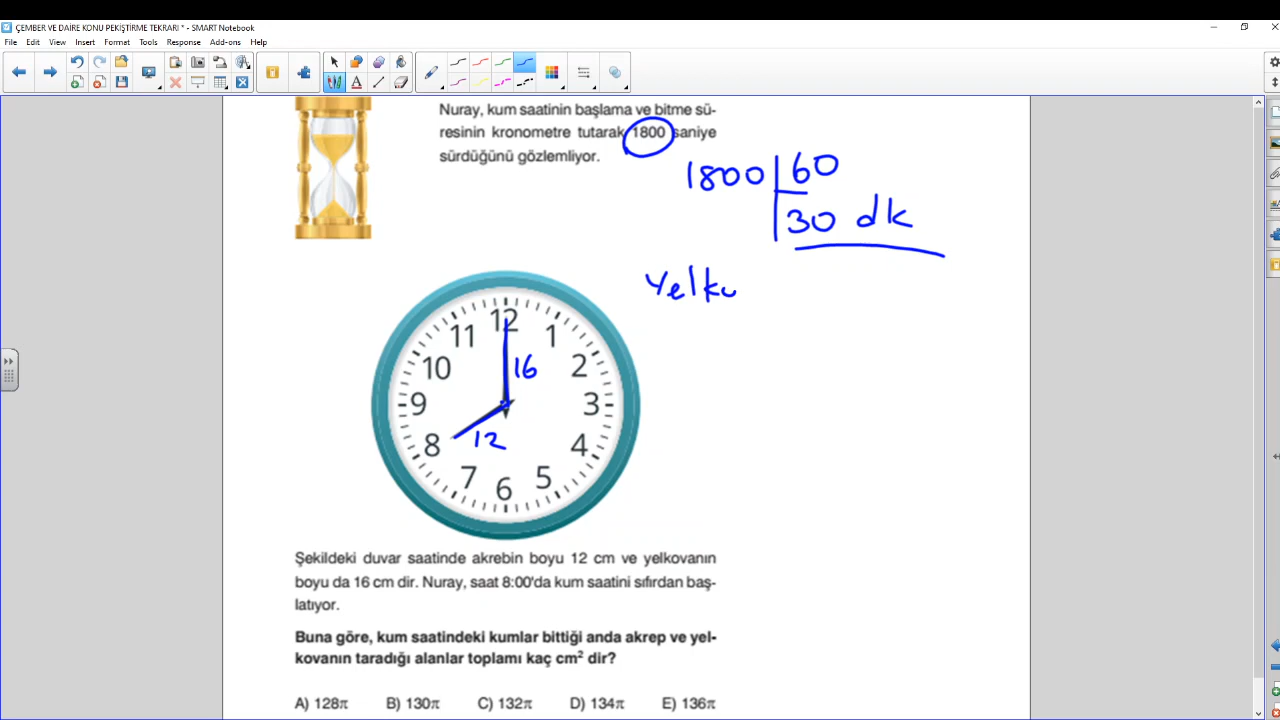 ÇEMBER VE DAİRE KONU PEKİŞTİRME TEKRARI * - SMART Notebook
File Edit View Insert Format Tools Response Add-ons Help
Nuray, kum saatinin başlama ve bitme sü-
resinin kronometre tutarak 1800 saniye
sürdüğünü gözlemliyor.
1800 60
30 dk
Yelku
12
11 1
10 16 2
9 3
8 12 4
7 5
6
Şekildeki duvar saatinde akrebin boyu 12 cm ve yelkovanın
boyu da 16 cm dir. Nuray, saat 8:00'da kum saatini sıfırdan baş-
latıyor.
Buna göre, kum saatindeki kumlar bittiği anda akrep ve yel-
kovanın taradığı alanlar toplamı kaç cm² dir?
A) 128π B) 130π C) 132π D) 134π E) 136π